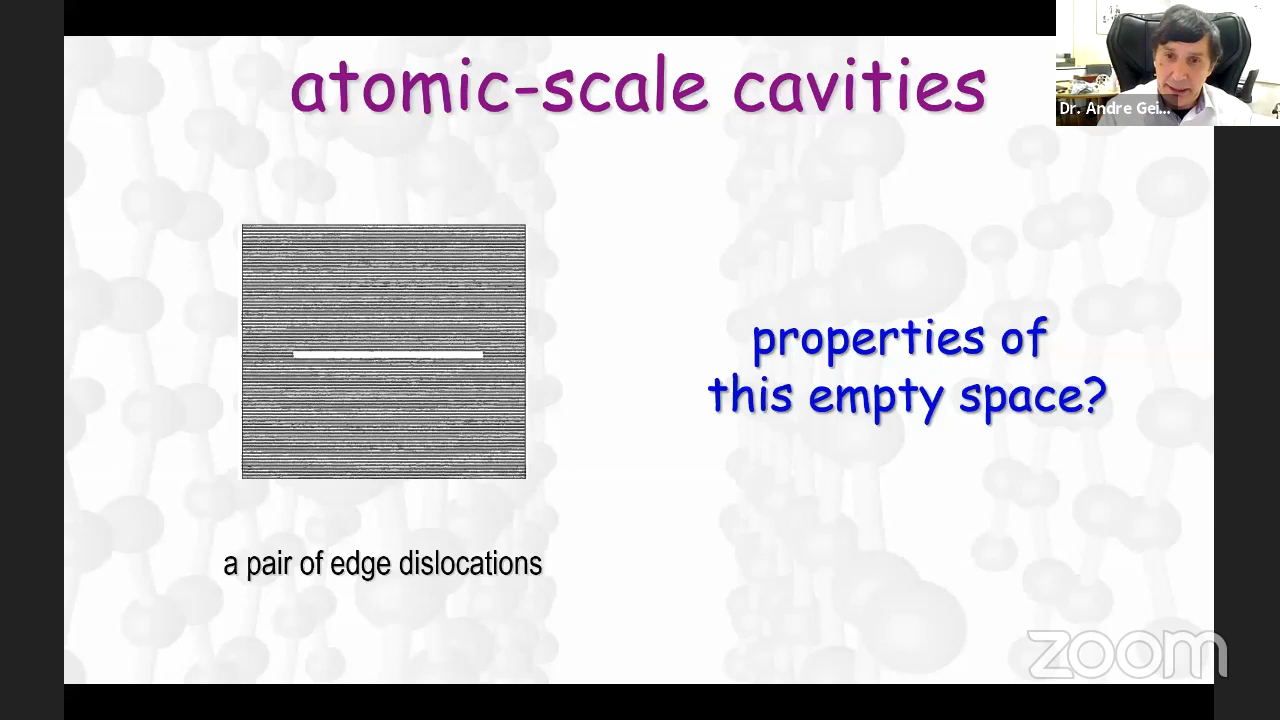 atomic-scale cavities
Dr. Andre Gei...
properties of
this empty space?
a pair of edge dislocations
zoom